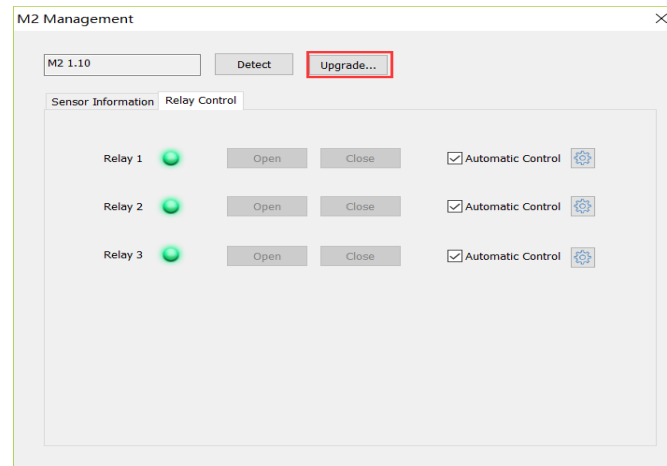 M2 Management
M2 1.10 Detect Upgrade...
Sensor Information Relay Control
Relay 1 Open Close Automatic Control
Relay 2 Open Close Automatic Control
Relay 3 Open Close Automatic Control